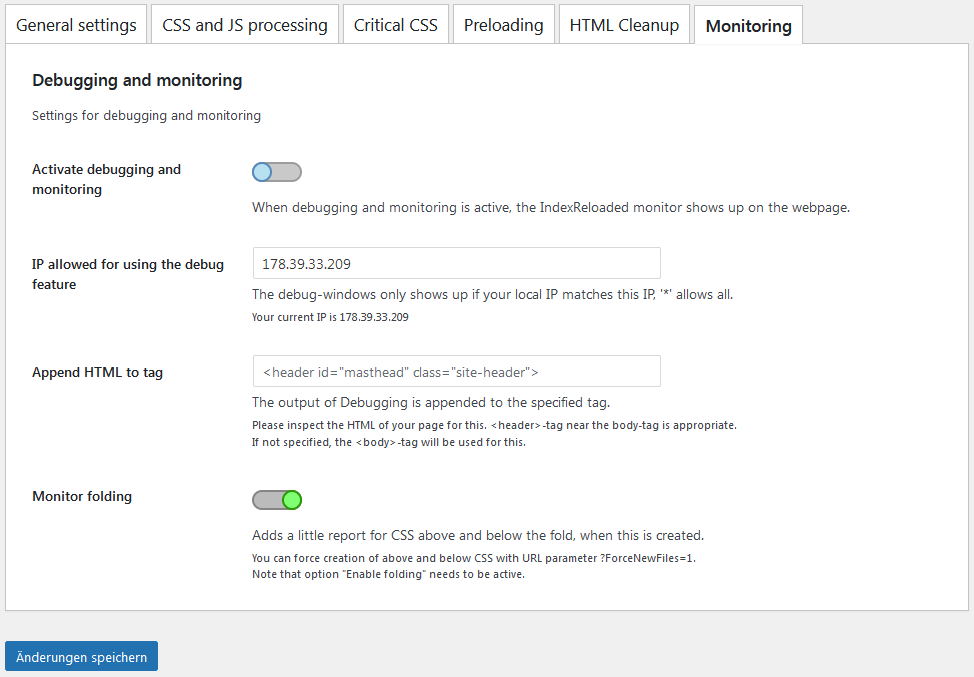 General settings
CSS and JS processing
Critical CSS
Preloading
HTML Cleanup
Monitoring
Debugging and monitoring
Settings for debugging and monitoring
Activate debugging and
monitoring
When debugging and monitoring is active, the IndexReloaded monitor shows up on the webpage.
IP allowed for using the debug
feature
178.39.33.209
The debug-windows only shows up if your local IP matches this IP, '*' allows all.
Your current IP is 178.39.33.209
Append HTML to tag
<header id="masthead" class="site-header">
The output of Debugging is appended to the specified tag.
Please inspect the HTML of your page for this. <header>-tag near the body-tag is appropriate.
If not specified, the <body>-tag will be used for this.
Monitor folding
Adds a little report for CSS above and below the fold, when this is created.
You can force creation of above and below CSS with URL parameter ?ForceNewFiles=1.
Note that option "Enable folding" needs to be active.
Änderungen speichern